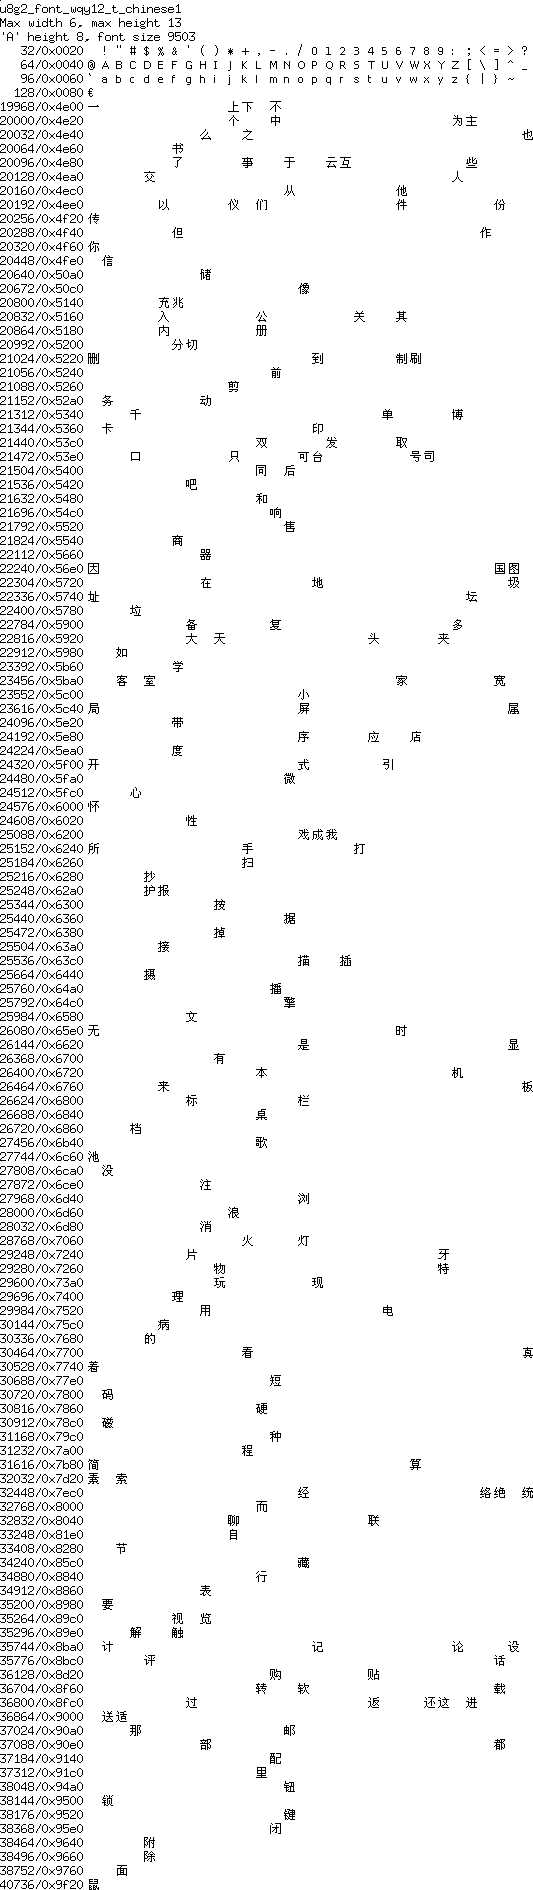 u8g2_font_wqy12_t_chinese1
Max width 6, max height 13
'A' height 8, font size 9503
32/0x0020 ! " # $ % & ' ( ) * + , - . / 0 1 2 3 4 5 6 7 8 9 : ; < = > ?
64/0x0040 @ A B C D E F G H I J K L M N O P Q R S T U V W X Y Z [ \ ] ^ _
96/0x0060 ` a b c d e f g h i j k l m n o p q r s t u v w x y z { | } ~
128/0x0080 €
19968/0x4e00 一 上 下 不
20000/0x4e20 个 中 为 主
20032/0x4e40 么 之 也
20064/0x4e60 书
20096/0x4e80 了 事 于 云 互 些
20128/0x4ea0 交 人
20160/0x4ec0 从 他
20192/0x4ee0 以 仪 们 件 份
20256/0x4f20 传
20288/0x4f40 但 作
20320/0x4f60 你
20448/0x4fe0 信
20640/0x50a0 储
20672/0x50c0 像
20800/0x5140 充 兆
20832/0x5160 入 公 关 其
20864/0x5180 内 册
20992/0x5200 分 切
21024/0x5220 删 到 制 刷
21056/0x5240 前
21088/0x5260 剪
21152/0x52a0 务 动
21312/0x5340 千 单 博
21344/0x5360 卡 印
21440/0x53c0 双 发 取
21472/0x53e0 口 只 可 台 号 司
21504/0x5400 同 后
21536/0x5420 吧
21632/0x5480 和
21696/0x54c0 响
21792/0x5520 售
21824/0x5540 商
22112/0x5660 器
22240/0x56e0 因 国 图
22304/0x5720 在 地 圾
22336/0x5740 址 坛
22400/0x5780 垃
22784/0x5900 备 复 多
22816/0x5920 大 天 头 夹
22912/0x5980 如
23392/0x5b60 学
23456/0x5ba0 客 室 家 宽
23552/0x5c00 小
23616/0x5c40 局 屏 属
24096/0x5e20 带
24192/0x5e80 序 应 店
24224/0x5ea0 度
24320/0x5f00 开 式 引
24480/0x5fa0 微
24512/0x5fc0 心
24576/0x6000 怀
24608/0x6020 性
25088/0x6200 戏 成 我
25152/0x6240 所 手 打
25184/0x6260 扫
25216/0x6280 抄
25248/0x62a0 护 报
25344/0x6300 按
25440/0x6360 据
25472/0x6380 掉
25504/0x63a0 接
25536/0x63c0 描 插
25664/0x6440 摄
25760/0x64a0 播
25792/0x64c0 擎
25984/0x6580 文
26080/0x65e0 无 时
26144/0x6620 是 显
26368/0x6700 有
26400/0x6720 本 机
26464/0x6760 来 板
26624/0x6800 标 栏
26688/0x6840 桌
26720/0x6860 档
27456/0x6b40 歌
27744/0x6c60 池
27808/0x6ca0 没
27872/0x6ce0 注
27968/0x6d40 浏
28000/0x6d60 浪
28032/0x6d80 消
28768/0x7060 火 灯
29248/0x7240 片 牙
29280/0x7260 物 特
29600/0x73a0 玩 现
29696/0x7400 理
29984/0x7520 用 电
30144/0x75c0 病
30336/0x7680 的
30464/0x7700 看 真
30528/0x7740 着
30688/0x77e0 短
30720/0x7800 码
30816/0x7860 硬
30912/0x78c0 磁
31168/0x79c0 种
31232/0x7a00 程
31616/0x7b80 简 算
32032/0x7d20 素 索
32448/0x7ec0 经 络 绝 统
32768/0x8000 而
32832/0x8040 聊 联
33248/0x81e0 自
33408/0x8280 节
34240/0x85c0 藏
34880/0x8840 行
34912/0x8860 表
35200/0x8980 要
35264/0x89c0 视 览
35296/0x89e0 解 触
35744/0x8ba0 计 记 论 设
35776/0x8bc0 评 话
36128/0x8d20 购 贴
36704/0x8f60 转 软 载
36800/0x8fc0 过 返 还 这 进
36864/0x9000 送 适
37024/0x90a0 那 邮
37088/0x90e0 部 都
37184/0x9140 配
37312/0x91c0 里
38048/0x94a0 钮
38144/0x9500 锁
38176/0x9520 键
38368/0x95e0 闭
38464/0x9640 附
38496/0x9660 除
38752/0x9760 面
40736/0x9f20 鼠